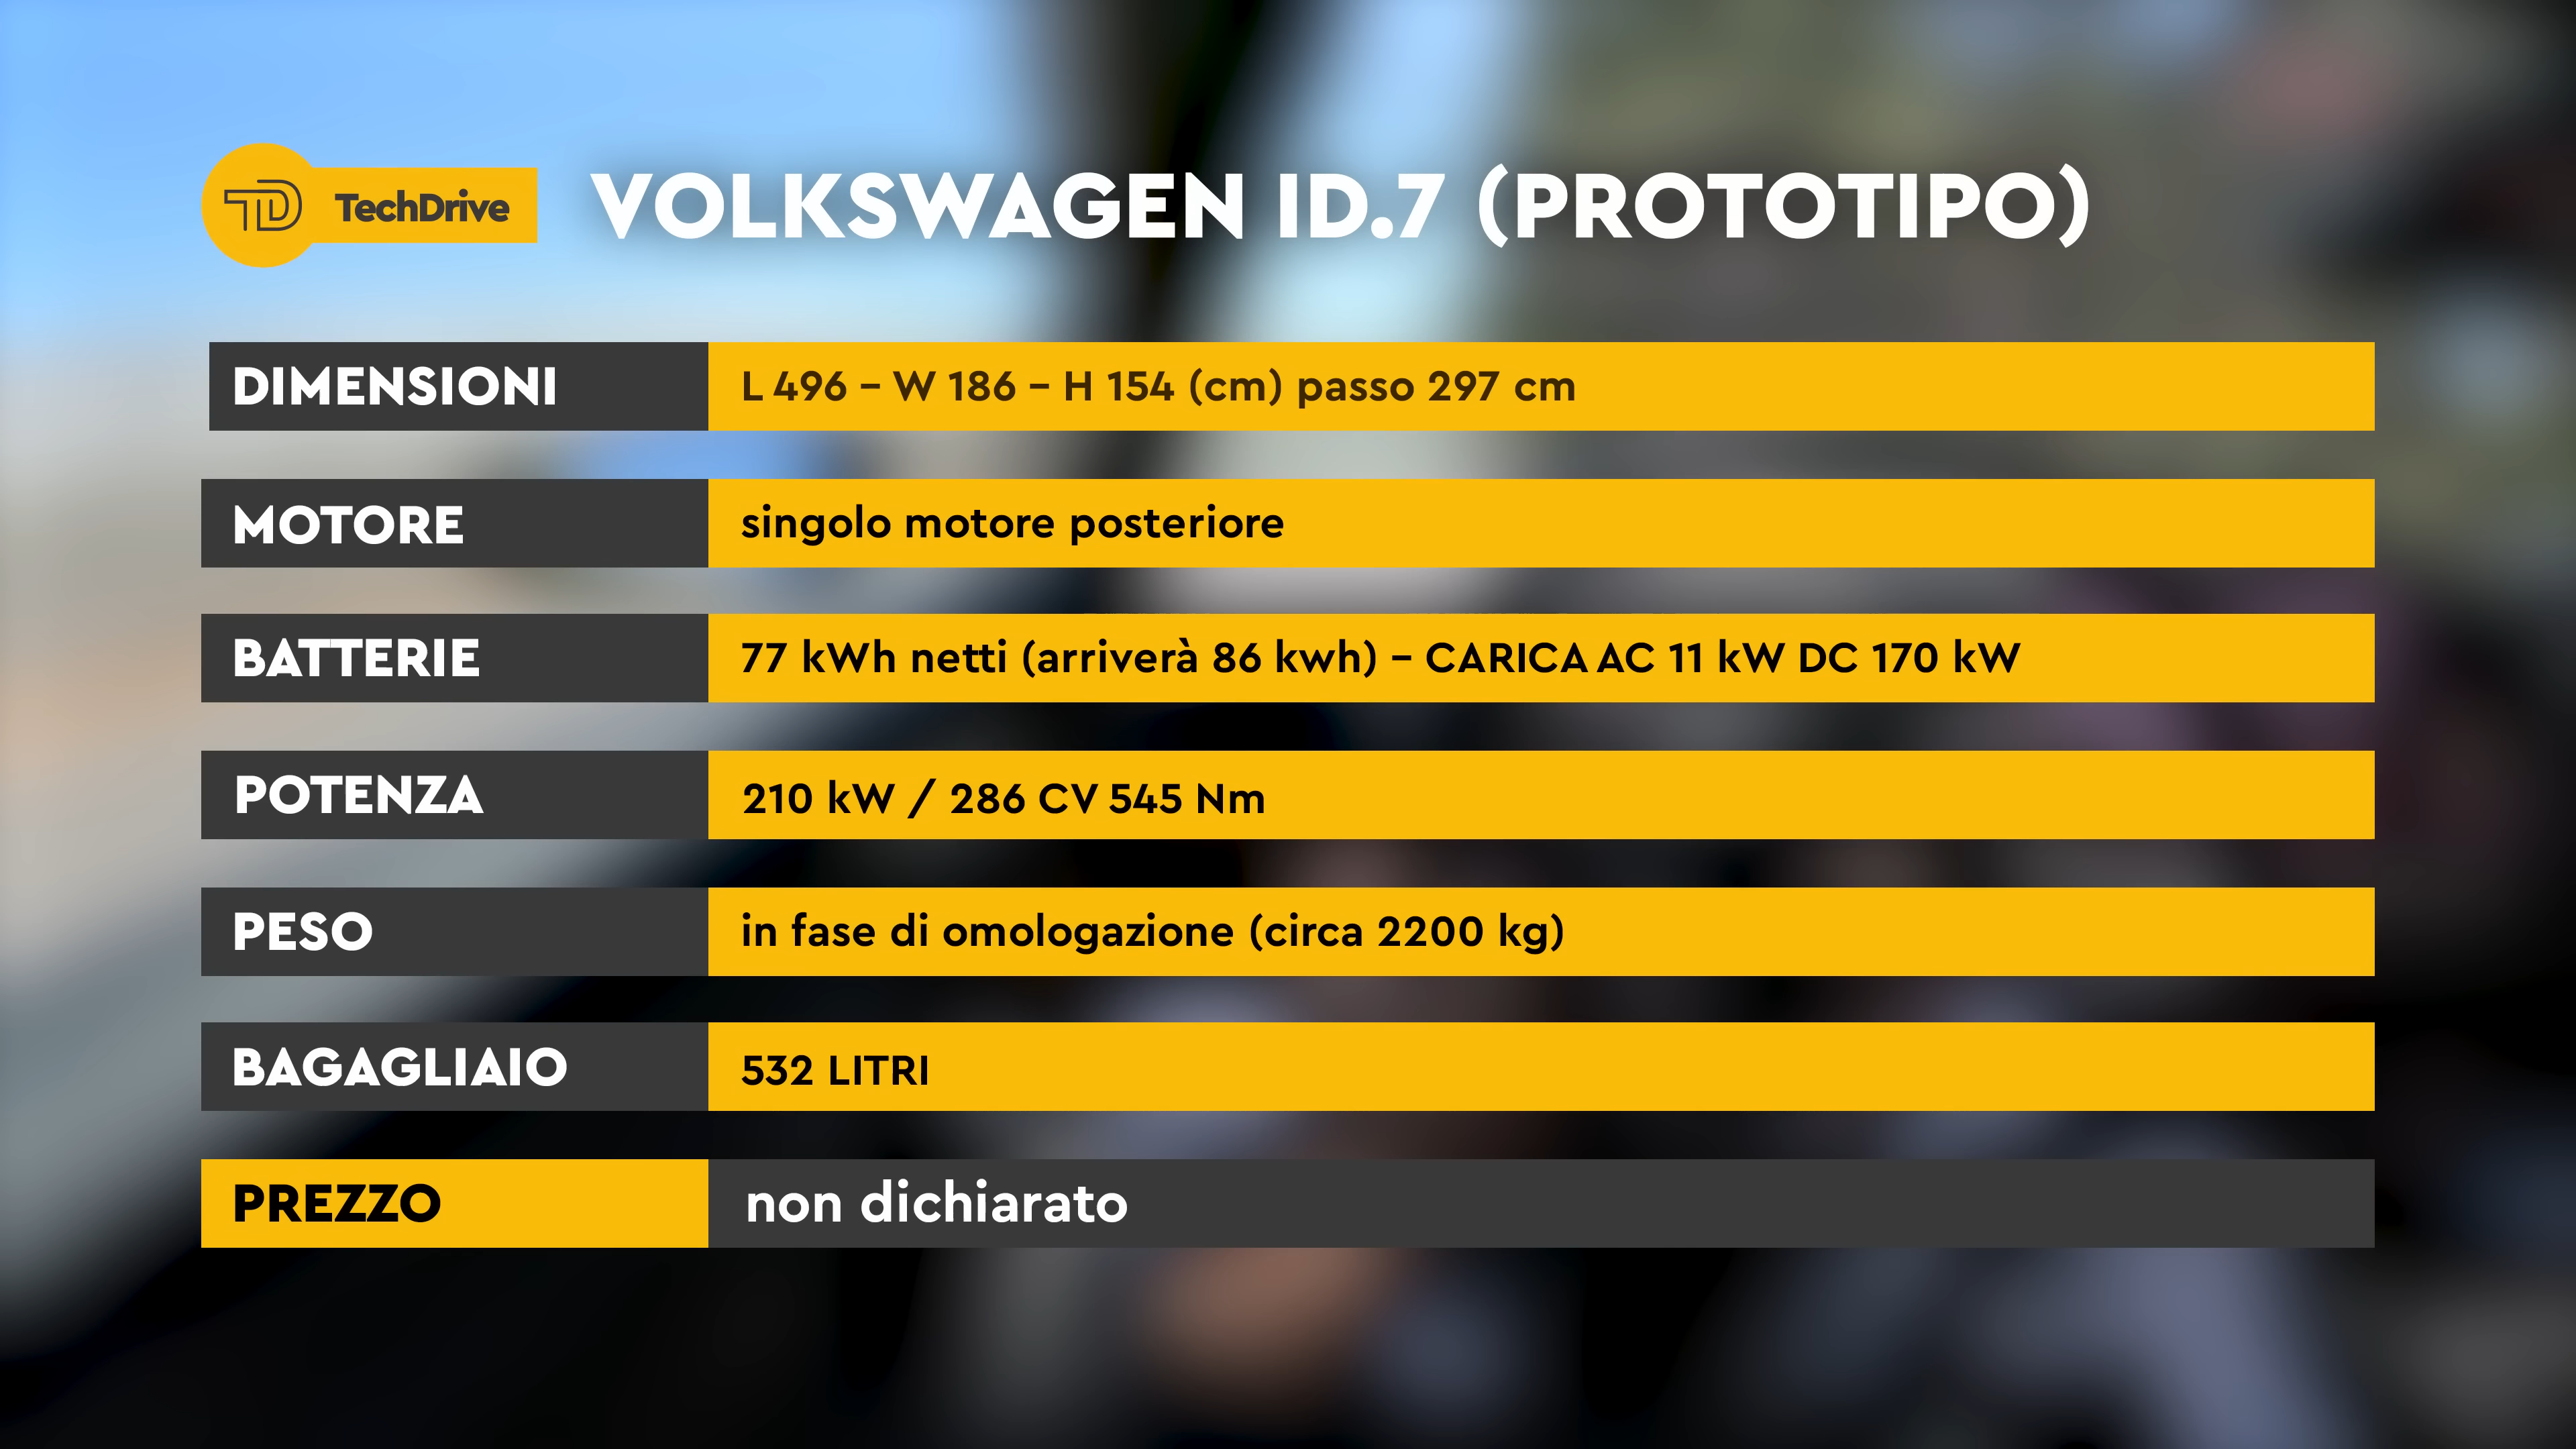 TD TechDrive VOLKSWAGEN ID.7 (PROTOTIPO)
DIMENSIONI L 496 – W 186 – H 154 (cm) passo 297 cm
MOTORE singolo motore posteriore
BATTERIE 77 kWh netti (arriverà 86 kwh) – CARICA AC 11 kW DC 170 kW
POTENZA 210 kW / 286 CV 545 Nm
PESO in fase di omologazione (circa 2200 kg)
BAGAGLIAIO 532 LITRI
PREZZO non dichiarato